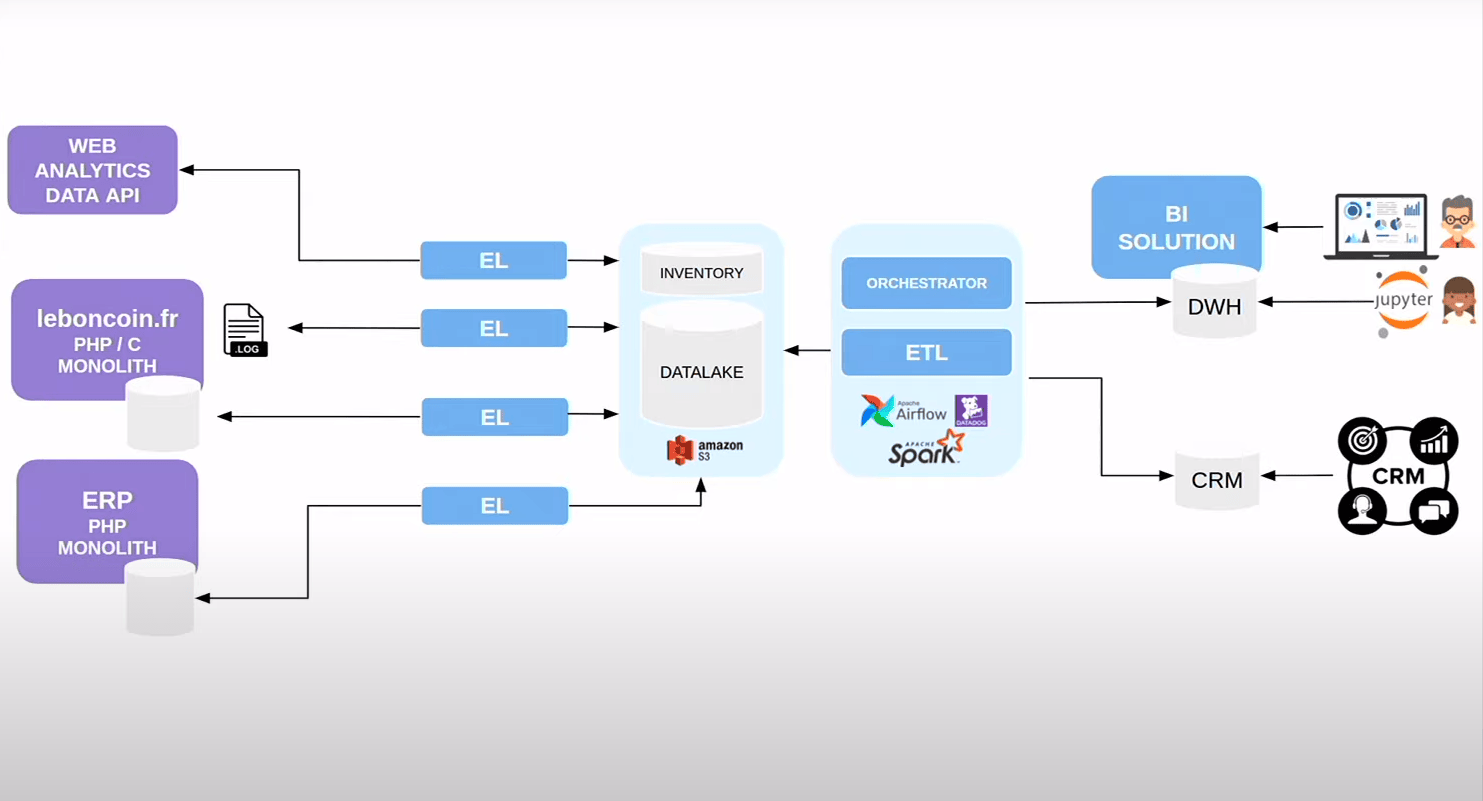 WEB
ANALYTICS
DATA API
leboncoin.fr
PHP / C
MONOLITH
.LOG
ERP
PHP
MONOLITH
EL
EL
EL
EL
INVENTORY
DATALAKE
amazon
S3
ORCHESTRATOR
ETL
Apache
Airflow
DATADOG
APACHE
Spark
BI
SOLUTION
DWH
jupyter
CRM
CRM